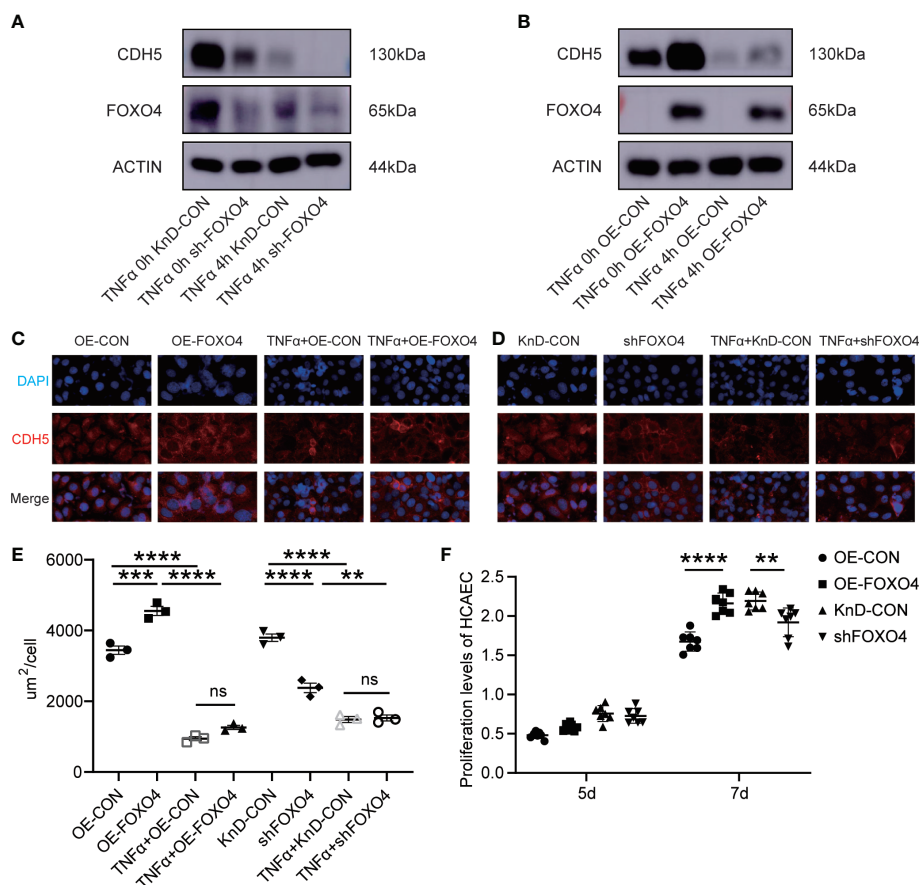 A
CDH5
130kDa
FOXO4
65kDa
ACTIN
44kDa
TNFα 0h KnD-CON
TNFα 0h sh-FOXO4
TNFα 4h KnD-CON
TNFα 4h sh-FOXO4
B
CDH5
130kDa
FOXO4
65kDa
ACTIN
44kDa
TNFα 0h OE-CON
TNFα 0h OE-FOXO4
TNFα 4h OE-CON
TNFα 4h OE-FOXO4
C
OE-CON OE-FOXO4 TNFα+OE-CON TNFα+OE-FOXO4
DAPI
CDH5
Merge
D
KnD-CON shFOXO4 TNFα+KnD-CON TNFα+shFOXO4
E
um²/cell
6000
4000
2000
0
**** ****
*** **** **** **
ns ns
OE-CON
OE-FOXO4
TNFα+OE-CON
TNFα+OE-FOXO4
KnD-CON
shFOXO4
TNFα+KnD-CON
TNFα+shFOXO4
F
Proliferation levels of HCAEC
2.5
2.0
1.5
1.0
0.5
0.0
**** **
5d 7d
OE-CON
OE-FOXO4
KnD-CON
shFOXO4